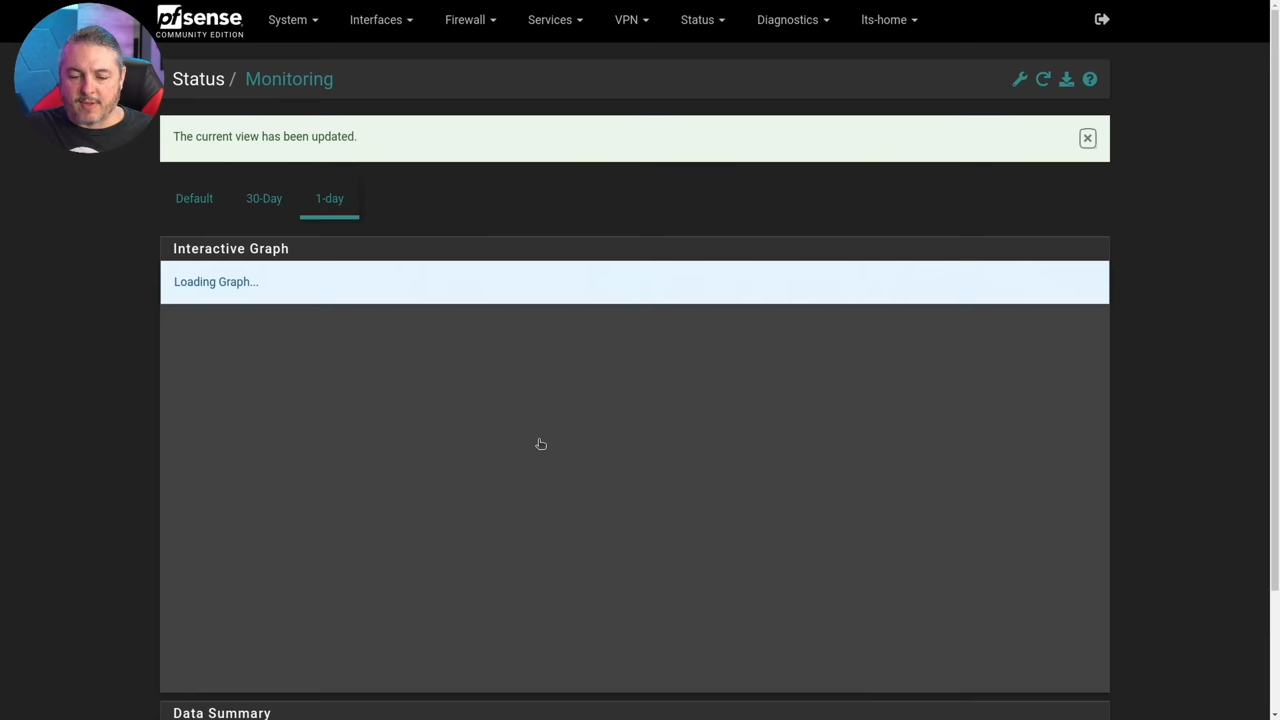 pfsense
COMMUNITY EDITION
System Interfaces Firewall Services VPN Status Diagnostics lts-home
Status / Monitoring
The current view has been updated.
Default 30-Day 1-day
Interactive Graph
Loading Graph...
Data Summary